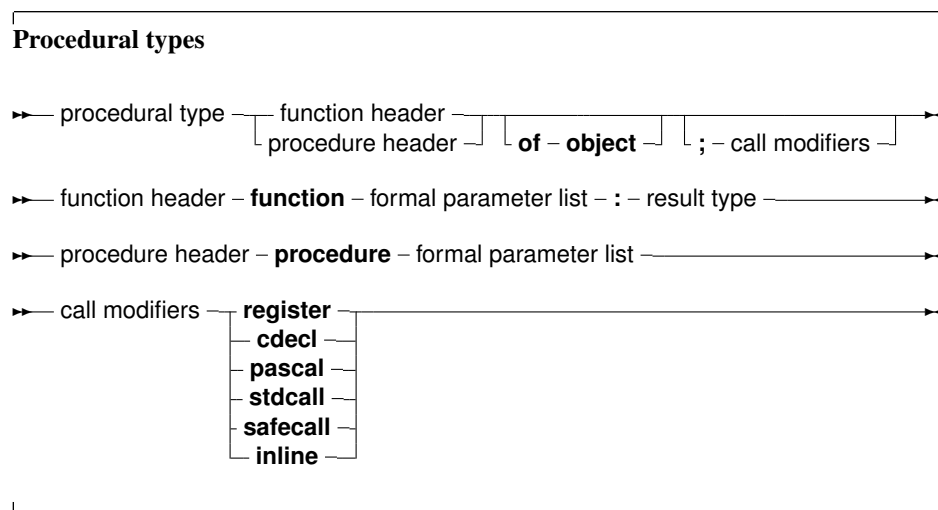 Procedural types
procedural type function header
procedure header of object ; call modifiers
function header function formal parameter list : result type
procedure header procedure formal parameter list
call modifiers register
cdecl
pascal
stdcall
safecall
inline